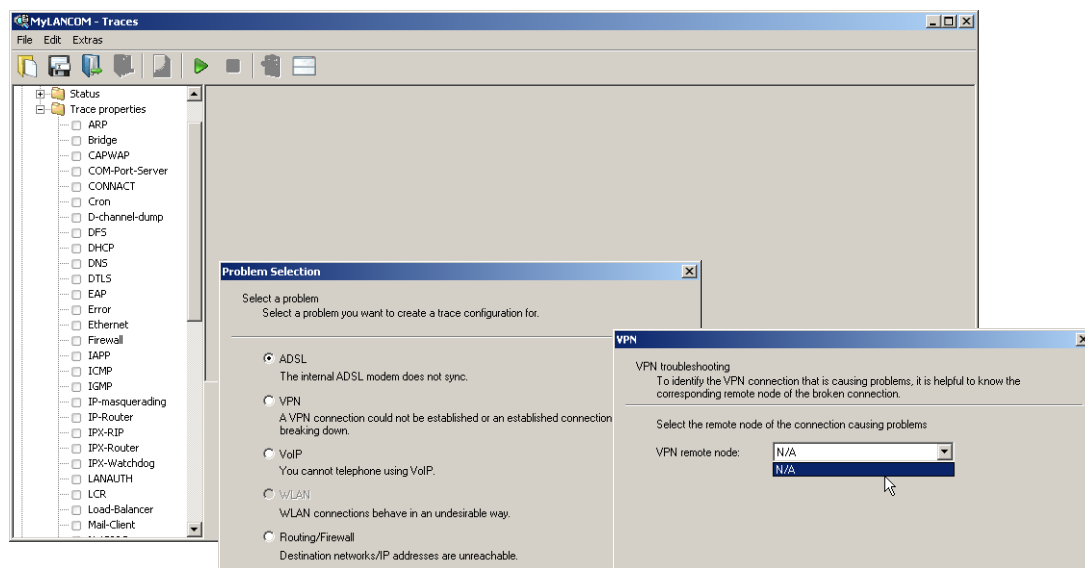 MyLANCOM - Traces
File Edit Extras
Status
Trace properties
ARP
Bridge
CAPWAP
COM-Port-Server
CONNACT
Cron
D-channel-dump
DFS
DHCP
DNS
DTLS
EAP
Error
Ethernet
Firewall
IAPP
ICMP
IGMP
IP-masquerading
IP-Router
IPX-RIP
IPX-Router
IPX-Watchdog
LANAUTH
LCR
Load-Balancer
Mail-Client
Problem Selection
Select a problem
Select a problem you want to create a trace configuration for.
ADSL
The internal ADSL modem does not sync.
VPN
A VPN connection could not be established or an established connection
breaking down.
VoIP
You cannot telephone using VoIP.
WLAN
WLAN connections behave in an undesirable way.
Routing/Firewall
Destination networks/IP addresses are unreachable.
VPN
VPN troubleshooting
To identify the VPN connection that is causing problems, it is helpful to know the
corresponding remote node of the broken connection.
Select the remote node of the connection causing problems
VPN remote node: N/A
N/A